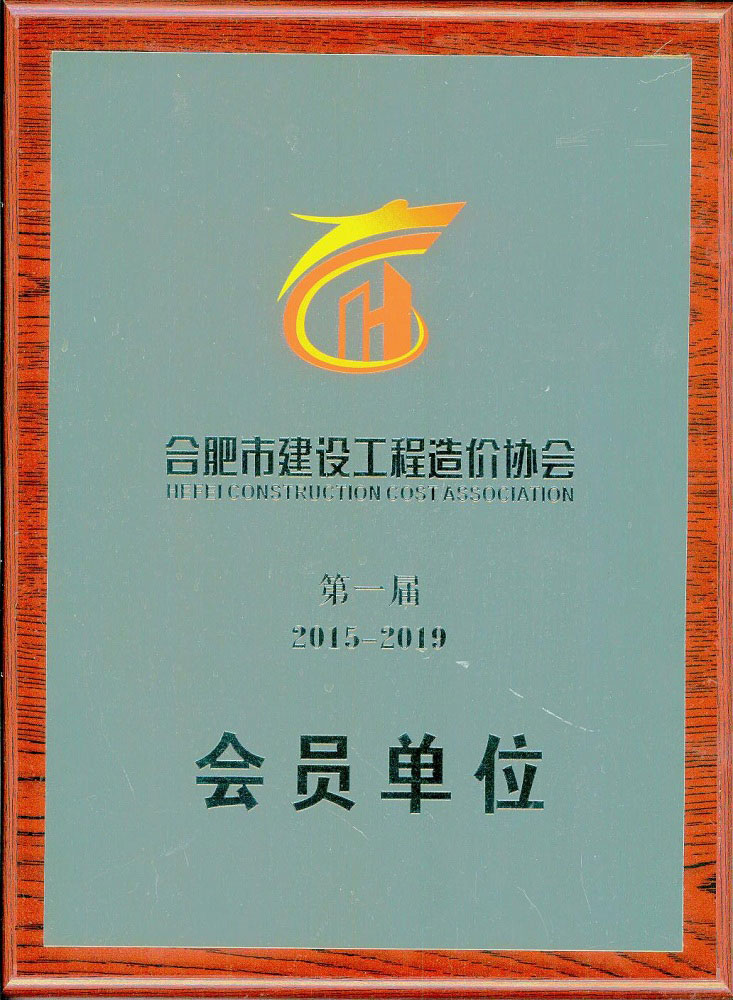 合肥市建设工程造价协会
HEFEI CONSTRUCTION COST ASSOCIATION
第一届
2015-2019
会员单位